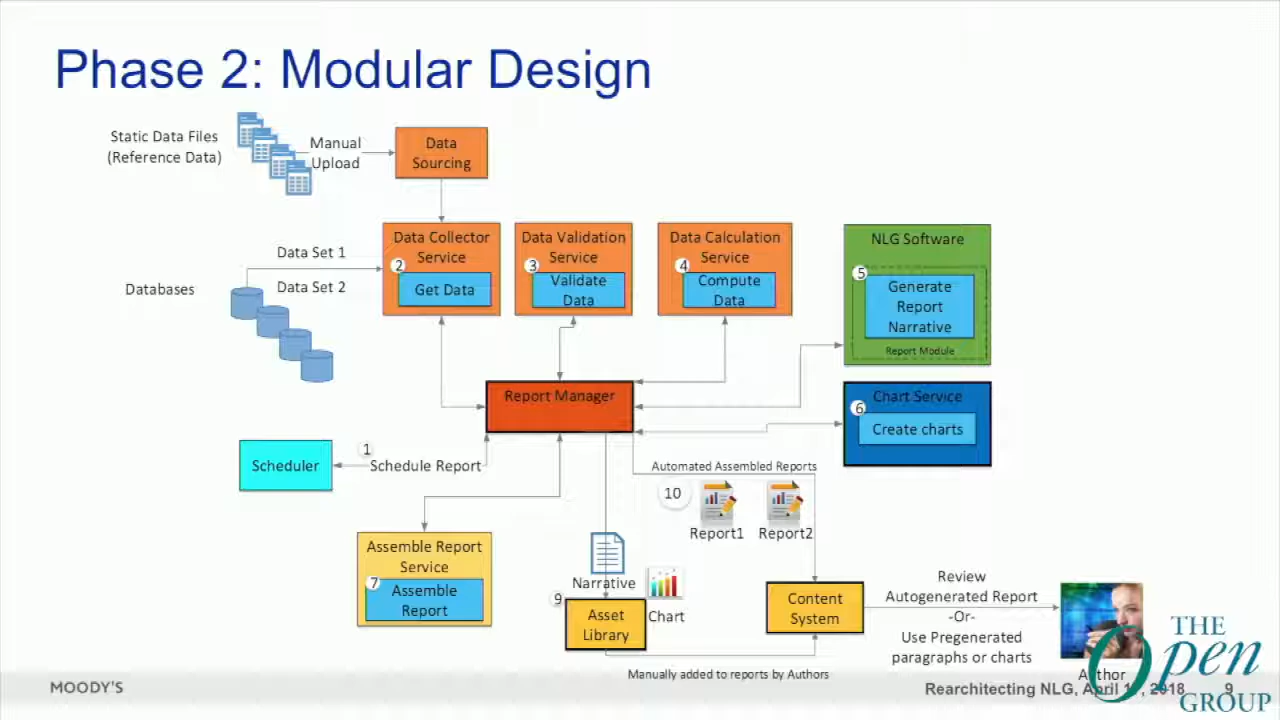 Phase 2: Modular Design
Static Data Files
(Reference Data)
Manual
Upload
Data
Sourcing
Data Set 1
Data Set 2
Databases
Data Collector
Service
2
Get Data
Data Validation
Service
3
Validate
Data
Data Calculation
Service
4
Compute
Data
NLG Software
5
Generate
Report
Narrative
Report Module
Report Manager
Chart Service
6
Create charts
Scheduler
1
Schedule Report
Automated Assembled Reports
10
Report1
Report2
Assemble Report
Service
7
Assemble
Report
Narrative
Chart
9
Asset
Library
Content
System
Review
Autogenerated Report
-Or-
Use Pregenerated
paragraphs or charts
Manually added to reports by Authors
MOODY'S
Rearchitecting NLG, April 2018
9
THE
Open
GROUP